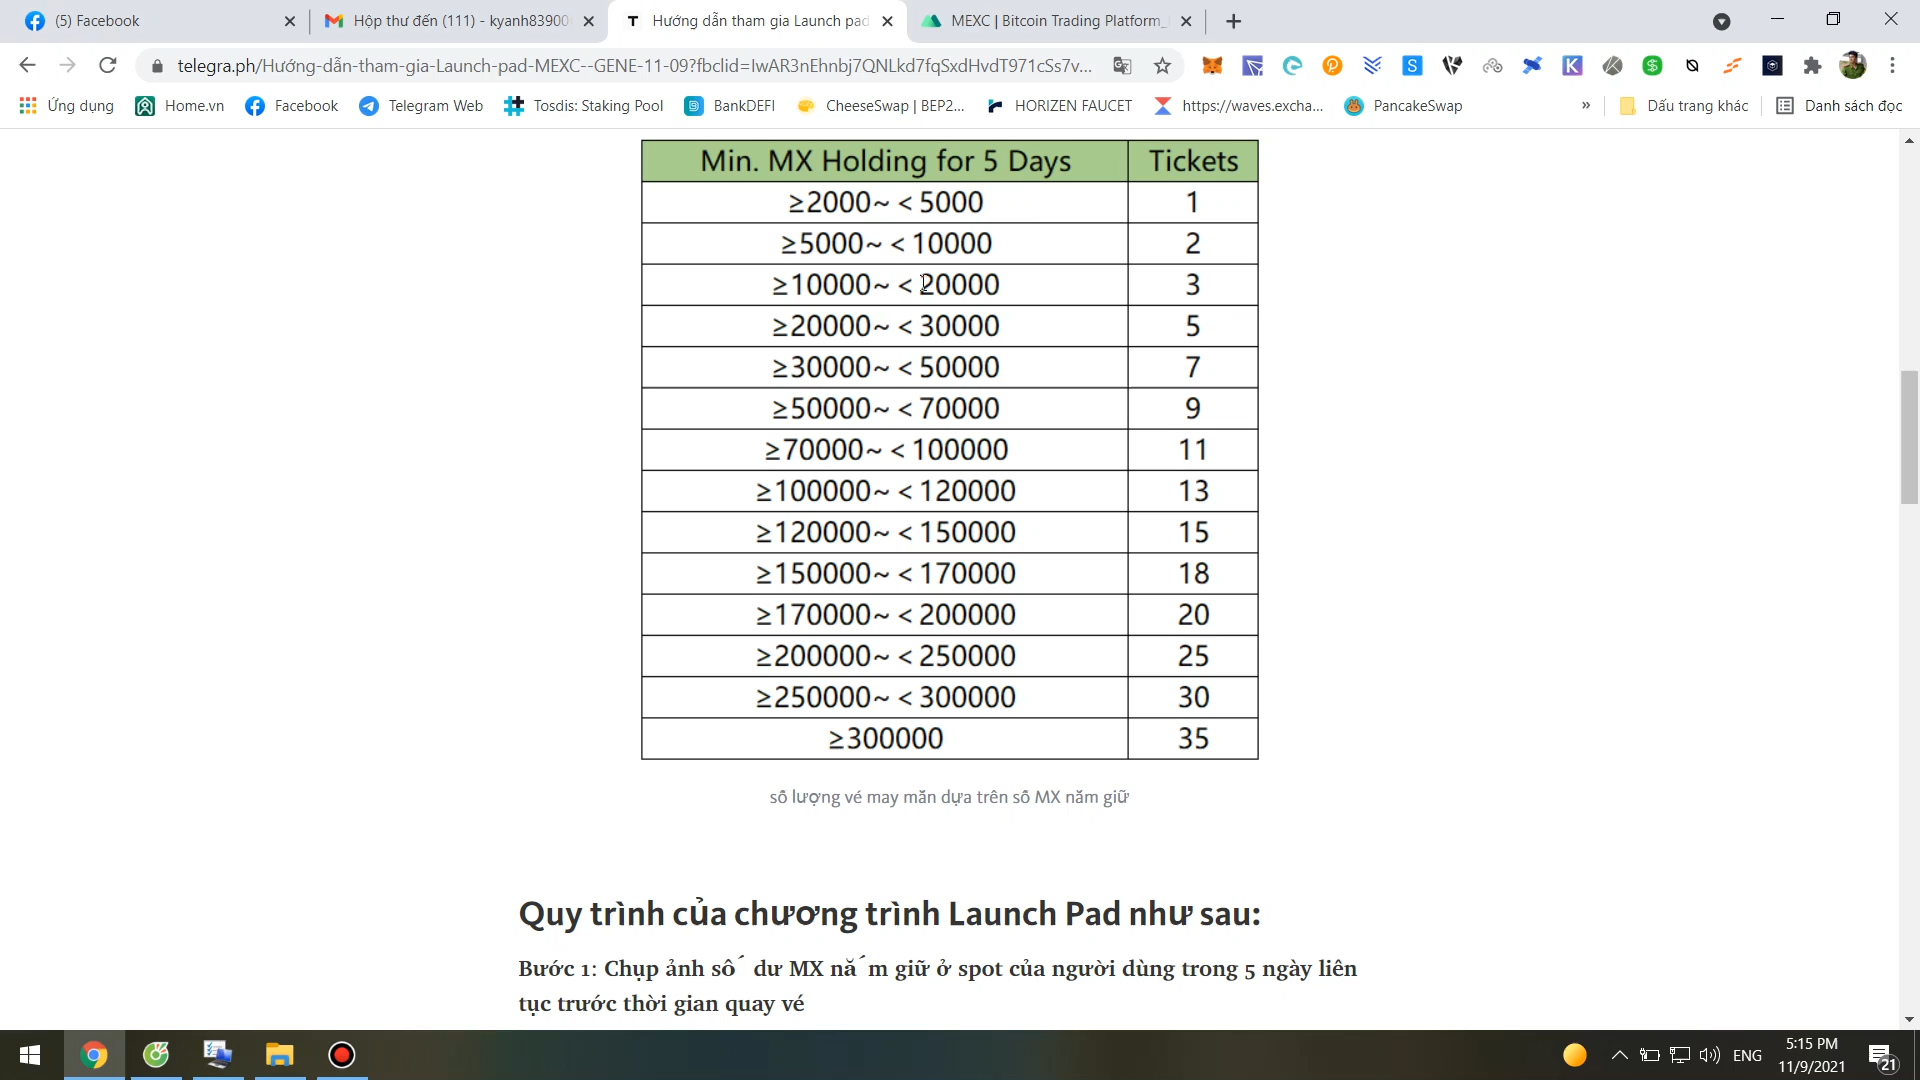 (5) Facebook
Hộp thư đến (111) - kyanh83900
Hướng dẫn tham gia Launch pad
MEXC | Bitcoin Trading Platform_
telegra.ph/Hướng-dẫn-tham-gia-Launch-pad-MEXC--GENE-11-09?fbclid=IwAR3nEhnbj7QNLkd7fqSxdHvdT971cSs7v...
Ứng dụng
Home.vn
Facebook
Telegram Web
Tosdis: Staking Pool
BankDEFI
CheeseSwap | BEP2...
HORIZEN FAUCET
https://waves.excha...
PancakeSwap
»
Dấu trang khác
Danh sách đọc
Min. MX Holding for 5 Days Tickets
≥2000~ < 5000 1
≥5000~ < 10000 2
≥10000~ < 20000 3
≥20000~ < 30000 5
≥30000~ < 50000 7
≥50000~ < 70000 9
≥70000~ < 100000 11
≥100000~ < 120000 13
≥120000~ < 150000 15
≥150000~ < 170000 18
≥170000~ < 200000 20
≥200000~ < 250000 25
≥250000~ < 300000 30
≥300000 35
số lượng vé may mắn dựa trên số MX nắm giữ
Quy trình của chương trình Launch Pad như sau:
Bước 1: Chụp ảnh số dư MX nắm giữ ở spot của người dùng trong 5 ngày liên
tục trước thời gian quay vé
ENG
5:15 PM
11/9/2021
21